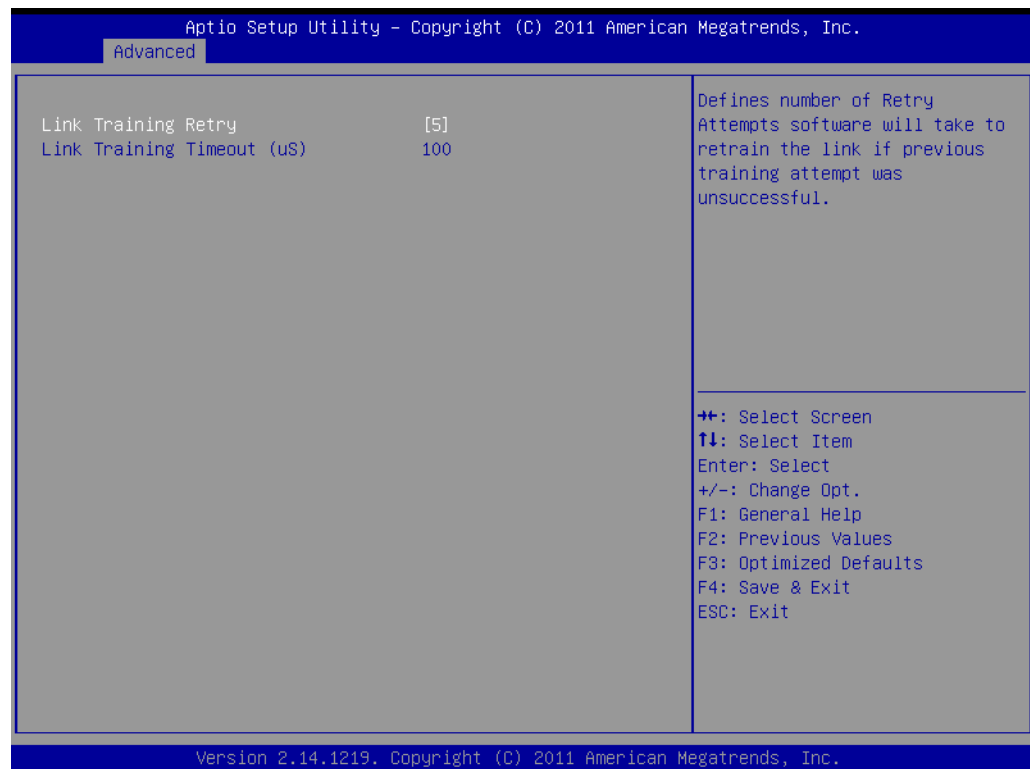 Aptio Setup Utility – Copyright (C) 2011 American Megatrends, Inc.
Advanced
Link Training Retry [5]
Link Training Timeout (uS) 100
Defines number of Retry
Attempts software will take to
retrain the link if previous
training attempt was
unsuccessful.
→←: Select Screen
↑↓: Select Item
Enter: Select
+/-: Change Opt.
F1: General Help
F2: Previous Values
F3: Optimized Defaults
F4: Save & Exit
ESC: Exit
Version 2.14.1219. Copyright (C) 2011 American Megatrends, Inc.